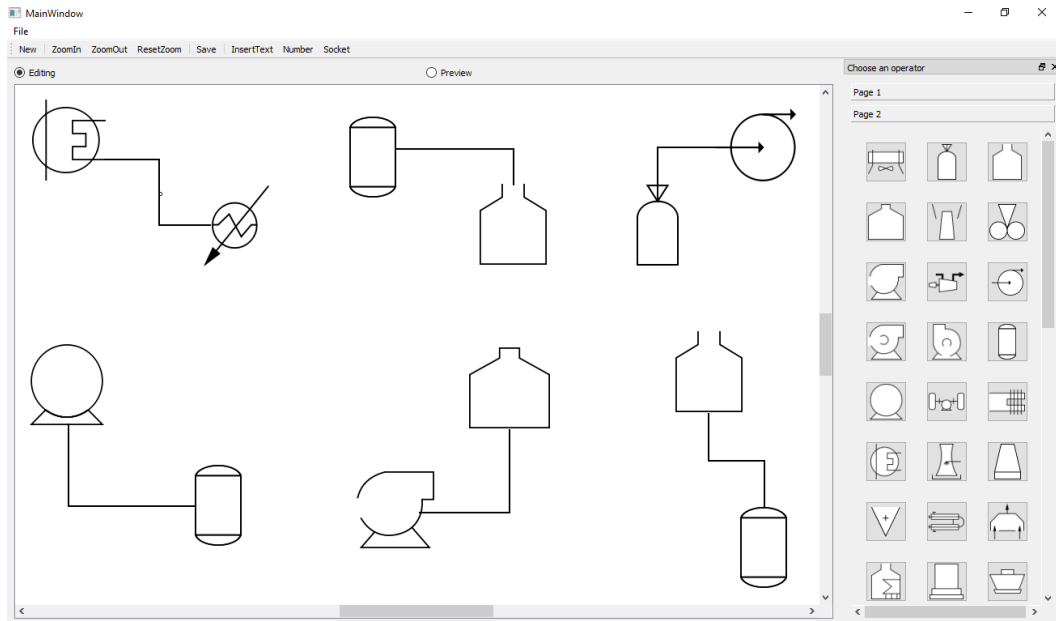 MainWindow
File
New ZoomIn ZoomOut ResetZoom Save InsertText Number Socket
Editing Preview
Choose an operator
Page 1
Page 2